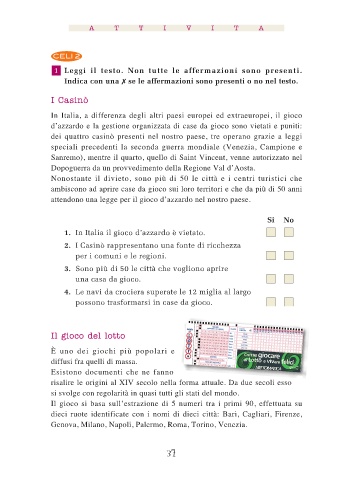 A T T I V I T A
CELI 2
1 Leggi il testo. Non tutte le affermazioni sono presenti.
Indica con una ✗ se le affermazioni sono presenti o no nel testo.
I Casinò
In Italia, a differenza degli altri paesi europei ed extraeuropei, il gioco
d'azzardo e la gestione organizzata di case da gioco sono vietati e puniti:
dei quattro casinò presenti nel nostro paese, tre operano grazie a leggi
speciali precedenti la seconda guerra mondiale (Venezia, Campione e
Sanremo), mentre il quarto, quello di Saint Vincent, venne autorizzato nel
Dopoguerra da un provvedimento della Regione Val d'Aosta.
Nonostante il divieto, sono più di 50 le città e i centri turistici che
ambiscono ad aprire case da gioco sui loro territori e che da più di 50 anni
attendono una legge per il gioco d'azzardo nel nostro paese.
Sì No
1. In Italia il gioco d'azzardo è vietato.
2. I Casinò rappresentano una fonte di ricchezza
per i comuni e le regioni.
3. Sono più di 50 le città che vogliono aprire
una casa da gioco.
4. Le navi da crociera superate le 12 miglia al largo
possono trasformarsi in case da gioco.
Il gioco del lotto
È uno dei giochi più popolari e
diffusi fra quelli di massa.
Esistono documenti che ne fanno
risalire le origini al XIV secolo nella forma attuale. Da due secoli esso
si svolge con regolarità in quasi tutti gli stati del mondo.
Il gioco si basa sull'estrazione di 5 numeri tra i primi 90, effettuata su
dieci ruote identificate con i nomi di dieci città: Bari, Cagliari, Firenze,
Genova, Milano, Napoli, Palermo, Roma, Torino, Venezia.
Come giocare
al lotto e vivere felici